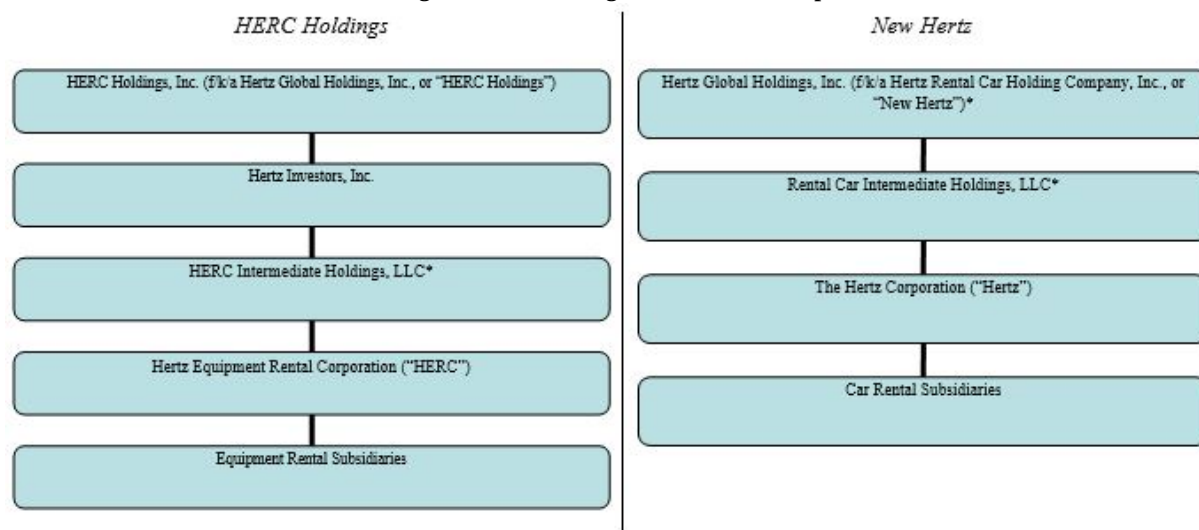 HERC Holdings
HERC Holdings, Inc. (f/k/a Hertz Global Holdings, Inc., or “HERC Holdings”)
Hertz Investors, Inc.
HERC Intermediate Holdings, LLC*
Hertz Equipment Rental Corporation (“HERC”)
Equipment Rental Subsidiaries
New Hertz
Hertz Global Holdings, Inc. (f/k/a Hertz Rental Car Holding Company, Inc., or
“New Hertz”)*
Rental Car Intermediate Holdings, LLC*
The Hertz Corporation (“Hertz”)
Car Rental Subsidiaries